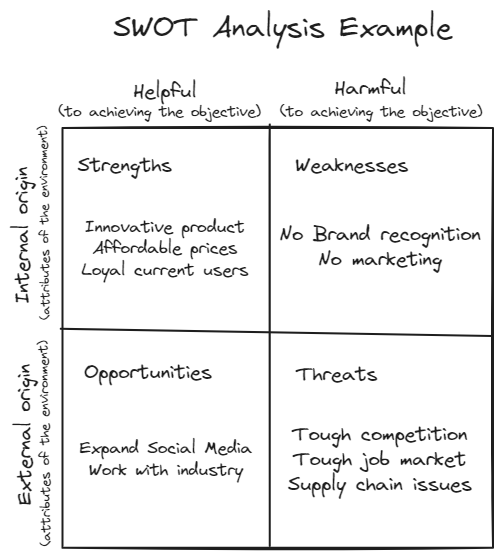 SWOT Analysis Example
Helpful
(to achieving the objective)
Harmful
(to achieving the objective)
Internal origin
(attributes of the environment)
Strengths
Innovative product
Affordable prices
Loyal current users
Weaknesses
No Brand recognition
No marketing
External origin
(attributes of the environment)
Opportunities
Expand Social Media
Work with industry
Threats
Tough competition
Tough job market
Supply chain issues